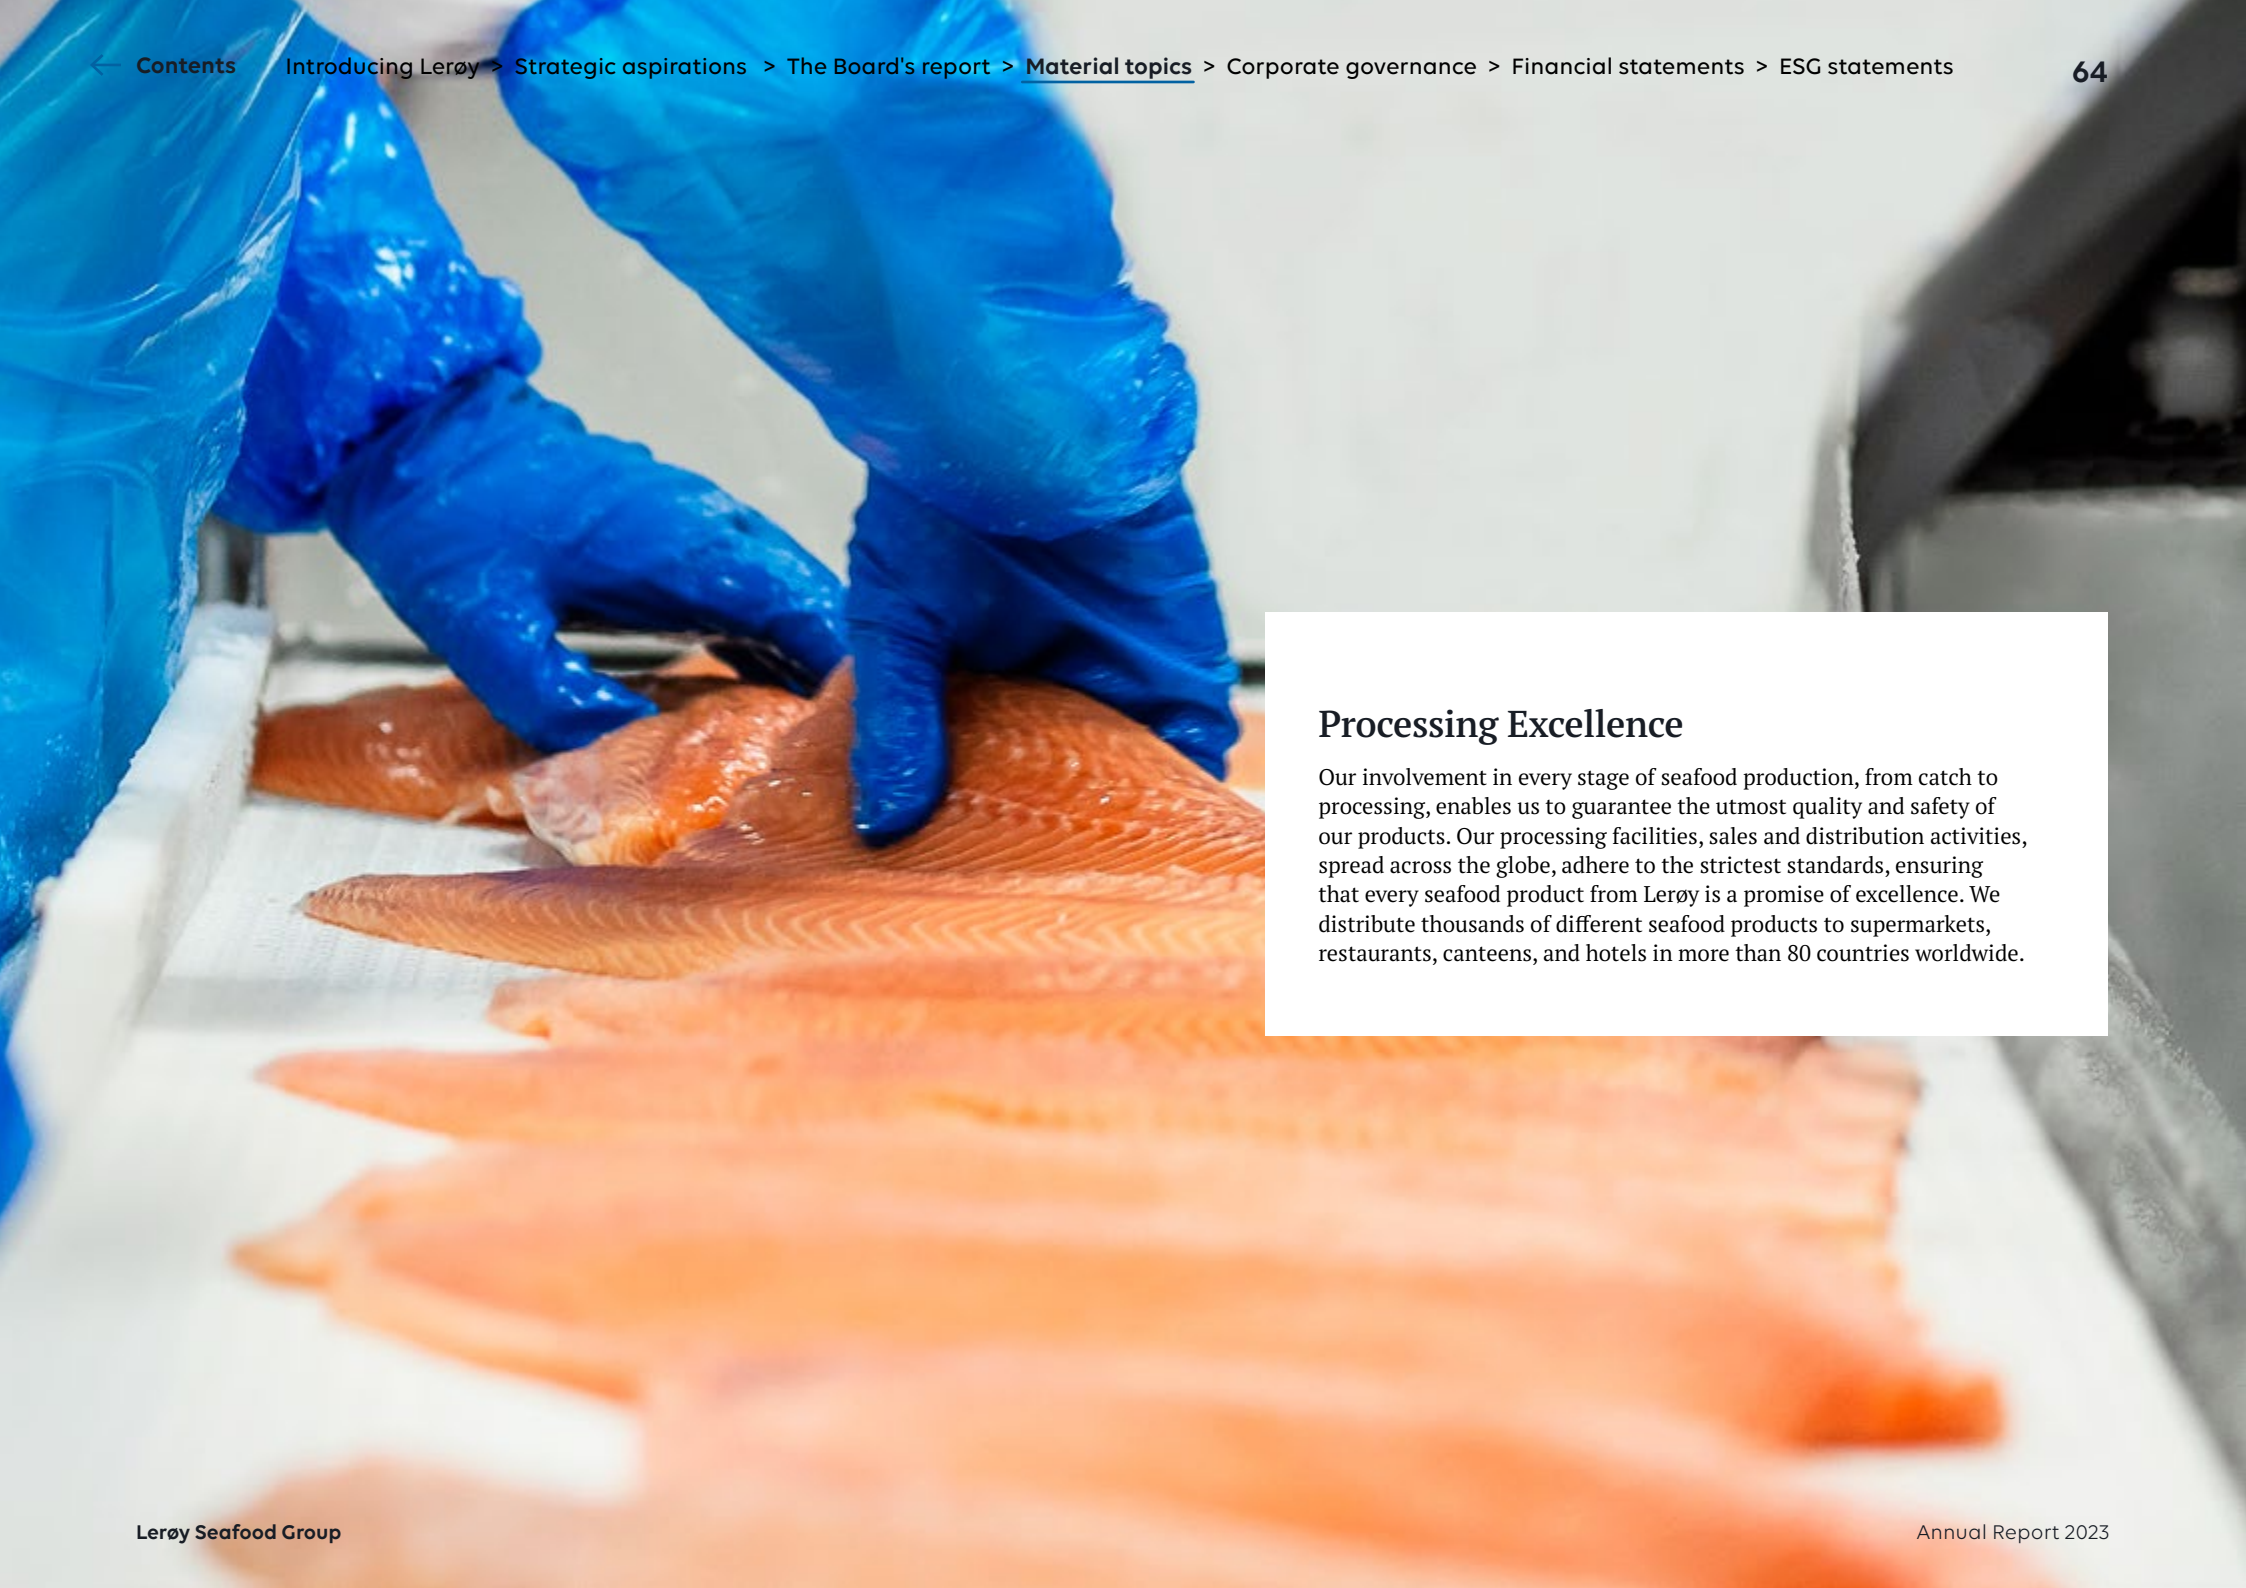 ← Contents Introducing Lerøy > Strategic aspirations > The Board's report > Material topics > Corporate governance > Financial statements > ESG statements 64
Processing Excellence
Our involvement in every stage of seafood production, from catch to
processing, enables us to guarantee the utmost quality and safety of
our products. Our processing facilities, sales and distribution activities,
spread across the globe, adhere to the strictest standards, ensuring
that every seafood product from Lerøy is a promise of excellence. We
distribute thousands of different seafood products to supermarkets,
restaurants, canteens, and hotels in more than 80 countries worldwide.
Lerøy Seafood Group Annual Report 2023